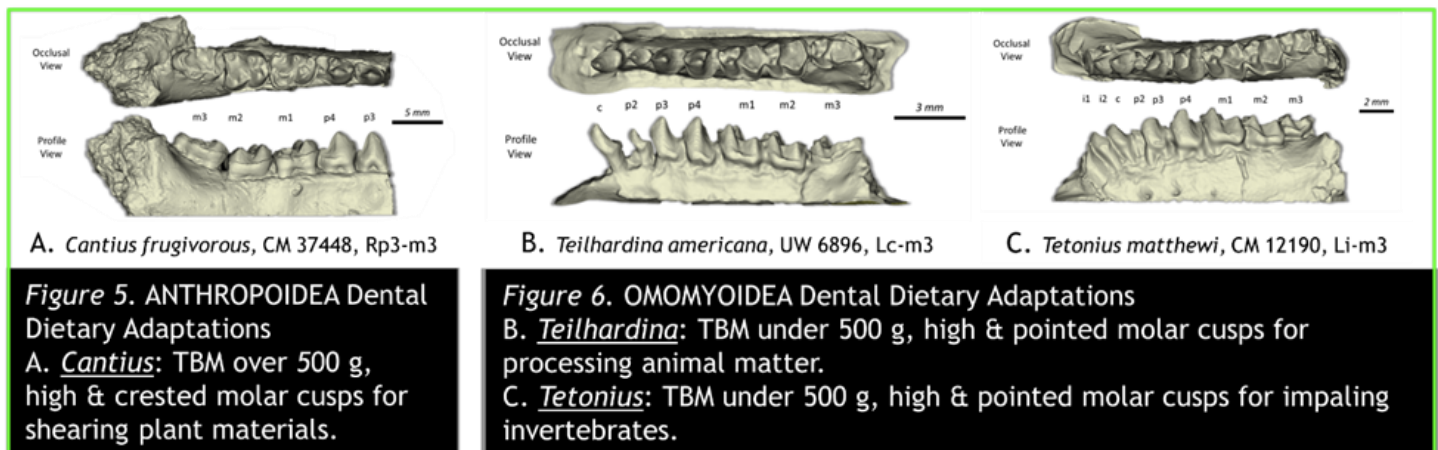 Occlusal
View
m3 m2 m1 p4 p3
5 mm
Profile
View
A. Cantius frugivorous, CM 37448, Rp3-m3
Occlusal
View
c p2 p3 p4 m1 m2 m3
3 mm
Profile
View
B. Teilhardina americana, UW 6896, Lc-m3
Occlusal
View
i1 i2 c p2 p3 p4 m1 m2 m3
2 mm
Profile
View
C. Tetonius matthewi, CM 12190, Li-m3
Figure 5. ANTHROPOIDEA Dental
Dietary Adaptations
A. Cantius: TBM over 500 g,
high & crested molar cusps for
shearing plant materials.
Figure 6. OMOMYOIDEA Dental Dietary Adaptations
B. Teilhardina: TBM under 500 g, high & pointed molar cusps for
processing animal matter.
C. Tetonius: TBM under 500 g, high & pointed molar cusps for impaling
invertebrates.